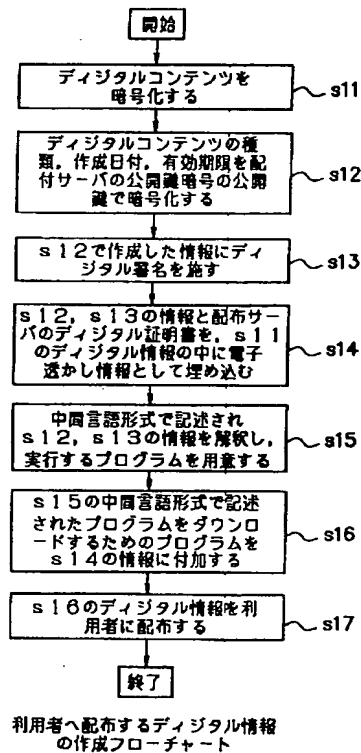 開始
ディジタルコンテンツを
暗号化する
s11
ディジタルコンテンツの種
類，作成日付，有効期限を配
付サーバの公開鍵暗号の公開
鍵で暗号化する
s12
s12で作成した情報にディ
ジタル署名を施す
s13
s12，s13の情報と配布サー
バのディジタル証明書を，s11
のディジタル情報の中に電子
透かし情報として埋め込む
s14
中間言語形式で記述され
s12，s13の情報を解釈し，
実行するプログラムを用意する
s15
s15の中間言語形式で記述
されたプログラムをダウンロ
ードするためのプログラムを
s14の情報に付加する
s16
s16のディジタル情報を利
用者に配布する
s17
終了
利用者へ配布するディジタル情報
の作成フローチャート